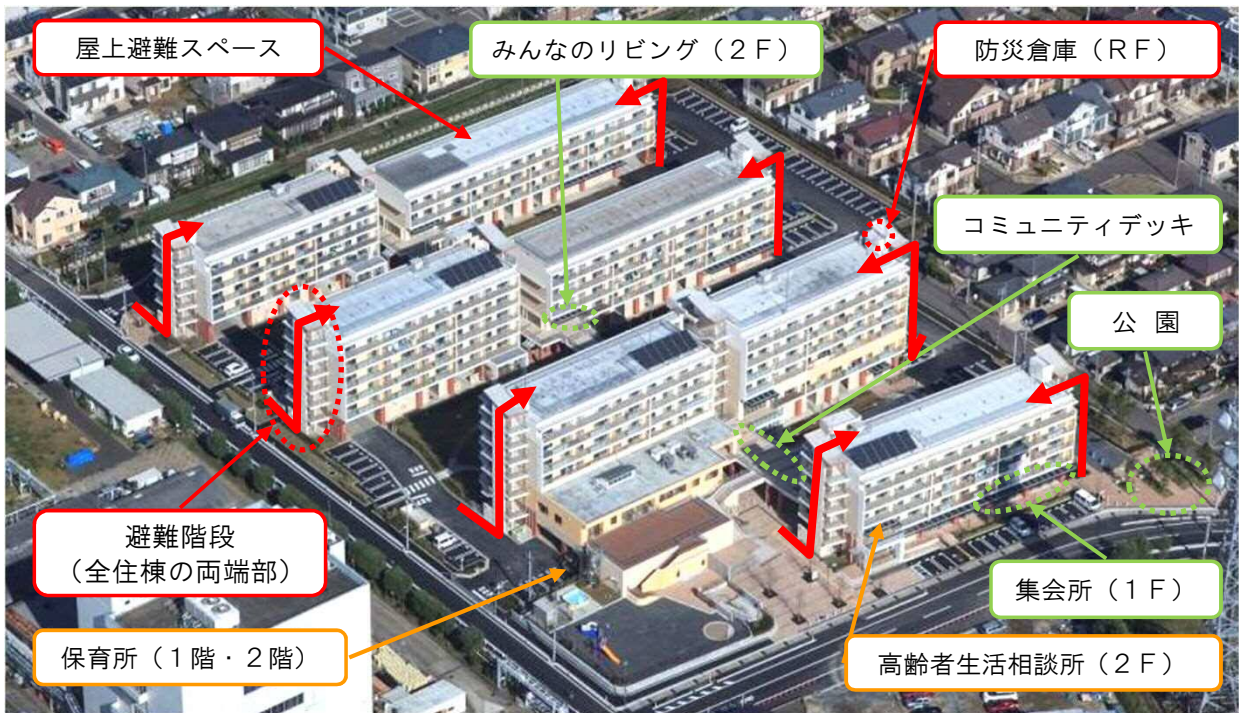 屋上避難スペース
みんなのリビング（２Ｆ）
防災倉庫（ＲＦ）
コミュニティデッキ
公 園
避難階段
（全住棟の両端部）
集会所（１Ｆ）
保育所（１階・２階）
高齢者生活相談所（２Ｆ）